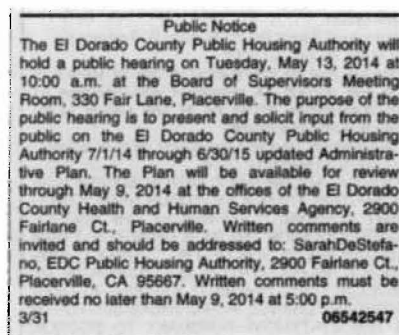 Public Notice
The El Dorado County Public Housing Authority will
hold a public hearing on Tuesday, May 13, 2014 at
10:00 a.m. at the Board of Supervisors Meeting
Room, 330 Fair Lane, Placerville. The purpose of the
public hearing is to present and solicit input from the
public on the El Dorado County Public Housing
Authority 7/1/14 through 6/30/15 updated Administra-
tive Plan. The Plan will be available for review
through May 9, 2014 at the offices of the El Dorado
County Health and Human Services Agency, 2900
Fairlane Ct., Placerville. Written comments are
invited and should be addressed to: SarahDeStefa-
no, EDC Public Housing Authority, 2900 Fairlane Ct.,
Placerville, CA 95667. Written comments must be
received no later than May 9, 2014 at 5:00 p.m.
3/31 06542547